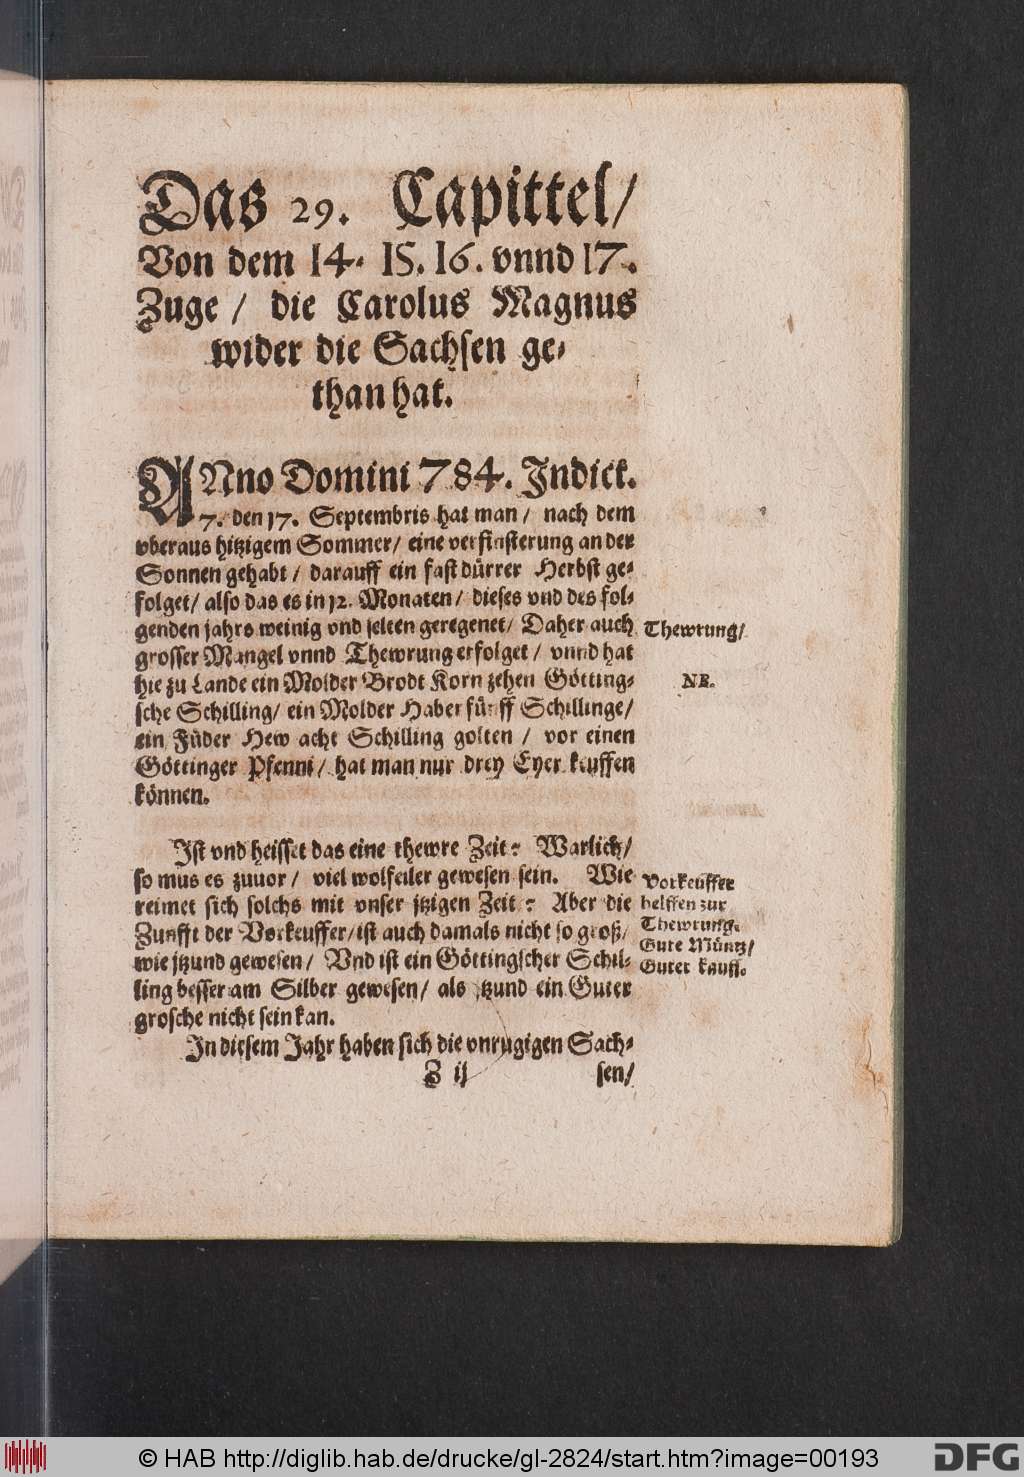 Das 29. Capittel/
Von dem 14. 15. 16. vnnd 17.
Zuge / die Carolus Magnus
wider die Sachsen ge-
than hat.
ANno Domini 784. Indict.
7. den 17. Septembris hat man / nach dem
vberaus hitzigem Sommer / eine verfinsterung an der
Sonnen gehabt / darauff ein fast dürrer Herbst ge-
folget / also das es in 12. Monaten / dieses vnd des fol-
genden jahrs weinig vnd selten geregenet / Daher auch
grosser Mangel vnnd Thewrung erfolget / vnnd hat
hie zu Lande ein Molder Brodt Korn zehen Götting-
sche Schilling / ein Molder Haber fünff Schillinge /
ein Füder Hew acht Schilling golten / vor einen
Göttinger Pfenni / hat man nur drey Eyer keuffen
können.
Thewrung /
NB.
Ist vnd heisset das eine thewre Zeit? Warlich /
so mus es zuuor / viel wolfeiler gewesen sein. Wie
reimet sich solchs mit vnser jtzigen Zeit? Aber die
Zunfft der Vorkeuffer / ist auch damals nicht so groß /
wie jtzund gewesen / Vnd ist ein Göttingscher Schil-
ling besser am Silber gewesen / als jtzund ein Guter
grosche nicht sein kan.
Vorkeuffer
helffen zur
Thewrung.
Gute Müntz /
Guter kauff.
In diesem Jahr haben sich die vnrugigen Sach-
Z ij
sen /
© HAB http://diglib.hab.de/drucke/gl-2824/start.htm?image=00193
DFG